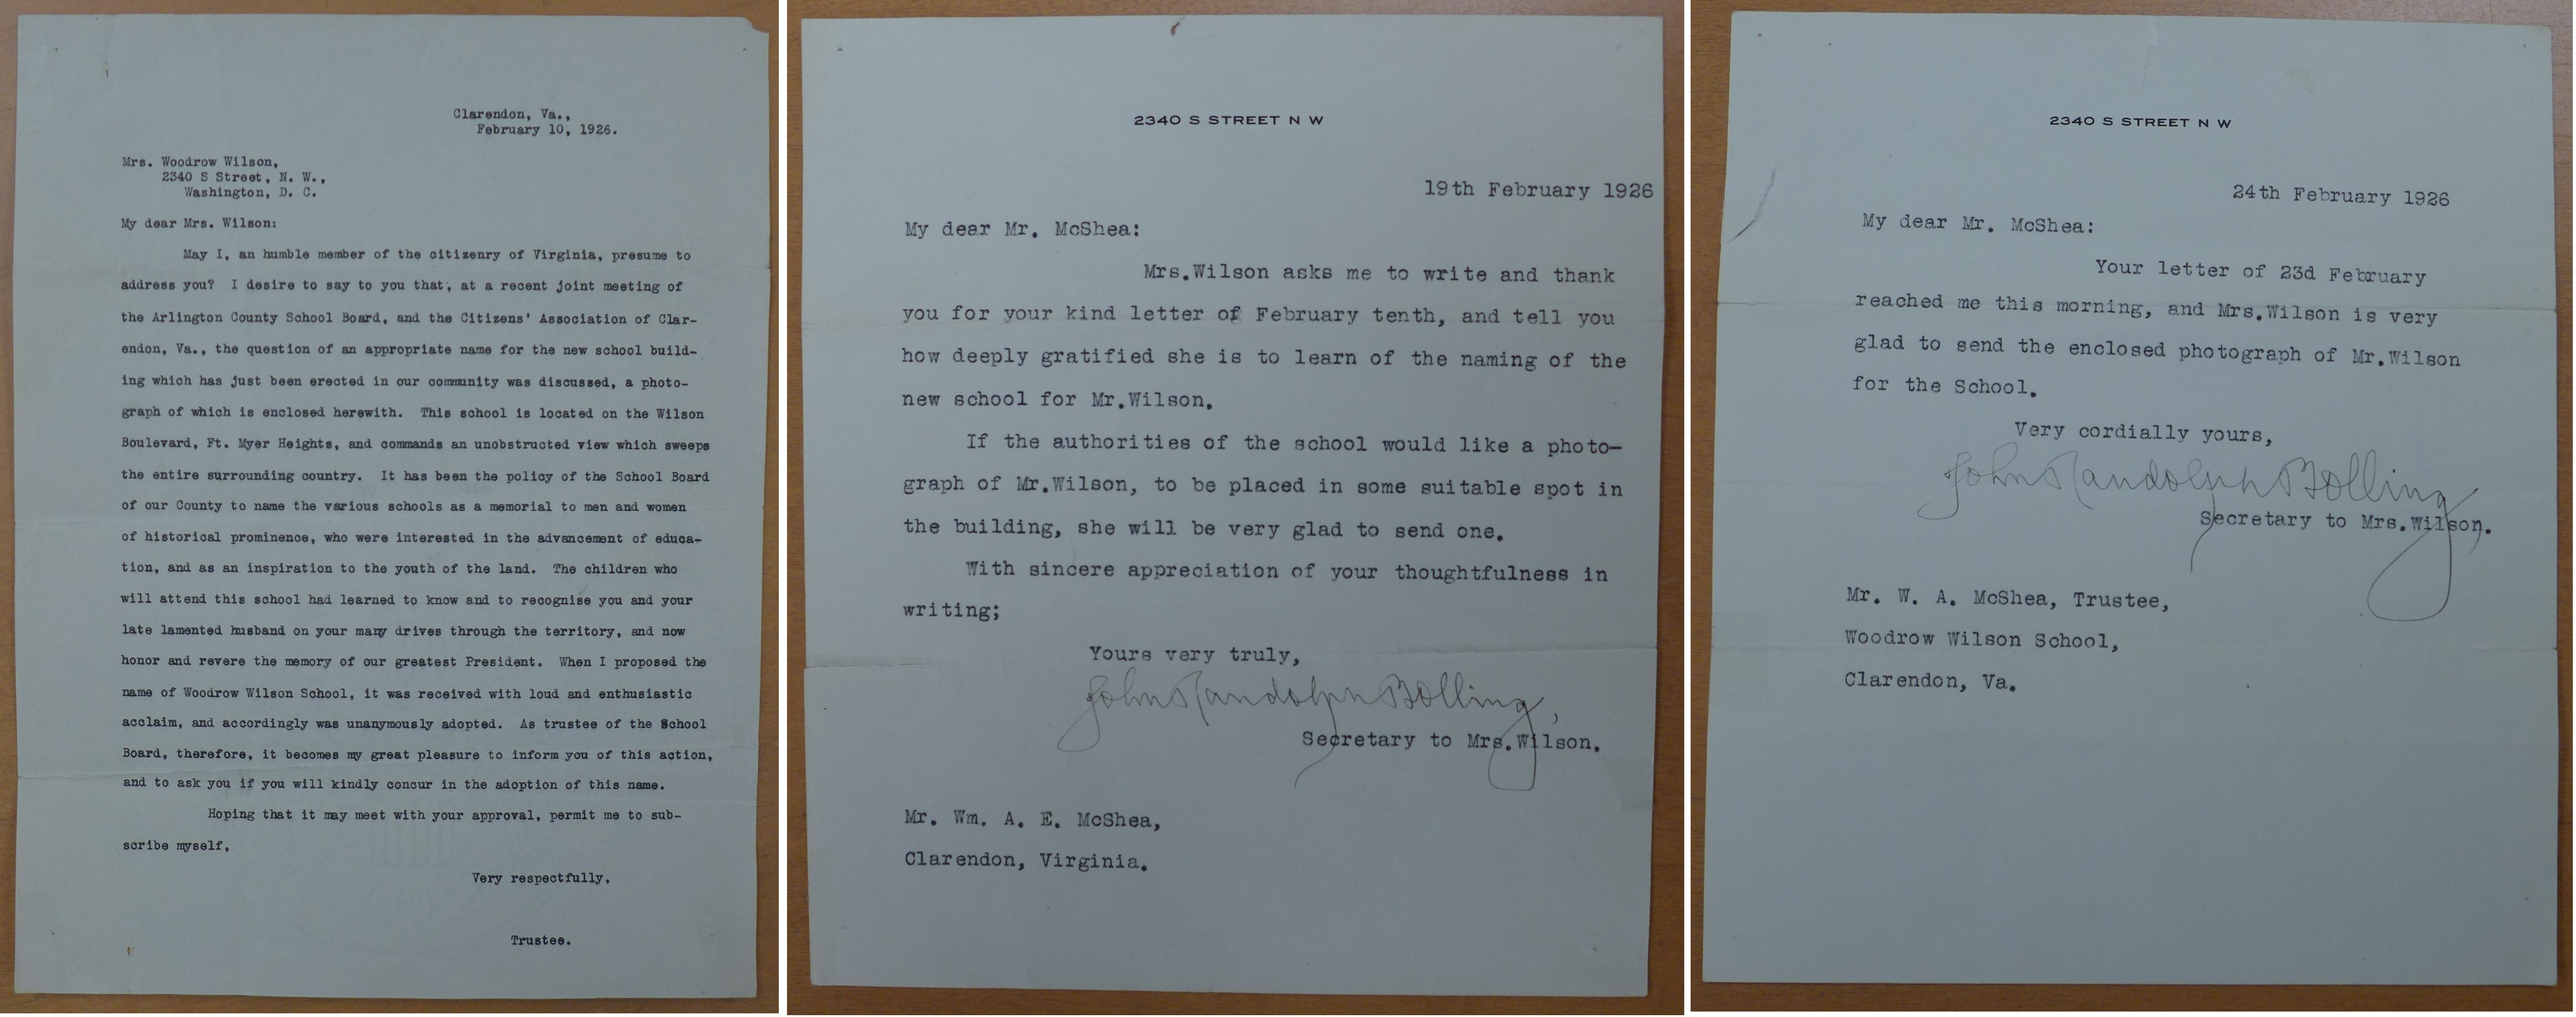 Clarendon, Va.,
February 10, 1926.
Mrs. Woodrow Wilson,
2340 S Street, N. W.,
Washington, D. C.
My dear Mrs. Wilson:
May I, an humble member of the citizenry of Virginia, presume to
address you? I desire to say to you that, at a recent joint meeting of
the Arlington County School Board, and the Citizens' Association of Clar-
endon, Va., the question of an appropriate name for the new school build-
ing which has just been erected in our community was discussed, a photo-
graph of which is enclosed herewith. This school is located on the Wilson
Boulevard, Ft. Myer Heights, and commands an unobstructed view which sweeps
the entire surrounding country. It has been the policy of the School Board
of our County to name the various schools as a memorial to men and women
of historical prominence, who were interested in the advancement of educa-
tion, and as an inspiration to the youth of the land. The children who
will attend this school had learned to know and to recognise you and your
late lamented husband on your many drives through the territory, and now
honor and revere the memory of our greatest President. When I proposed the
name of Woodrow Wilson School, it was received with loud and enthusiastic
acclaim, and accordingly was unanymously adopted. As trustee of the School
Board, therefore, it becomes my great pleasure to inform you of this action,
and to ask you if you will kindly concur in the adoption of this name.
Hoping that it may meet with your approval, permit me to sub-
scribe myself,
Very respectfully,
Trustee.
2340 S STREET N W
19th February 1926
My dear Mr. McShea:
Mrs.Wilson asks me to write and thank
you for your kind letter of February tenth, and tell you
how deeply gratified she is to learn of the naming of the
new school for Mr.Wilson.
If the authorities of the school would like a photo-
graph of Mr.Wilson, to be placed in some suitable spot in
the building, she will be very glad to send one.
With sincere appreciation of your thoughtfulness in
writing;
Yours very truly,
John Randolph Bolling,
Secretary to Mrs.Wilson.
Mr. Wm. A. E. McShea,
Clarendon, Virginia.
2340 S STREET N W
24th February 1926
My dear Mr. McShea:
Your letter of 23d February
reached me this morning, and Mrs.Wilson is very
glad to send the enclosed photograph of Mr.Wilson
for the School.
Very cordially yours,
John Randolph Bolling
Secretary to Mrs.Wilson.
Mr. W. A. McShea, Trustee,
Woodrow Wilson School,
Clarendon, Va.